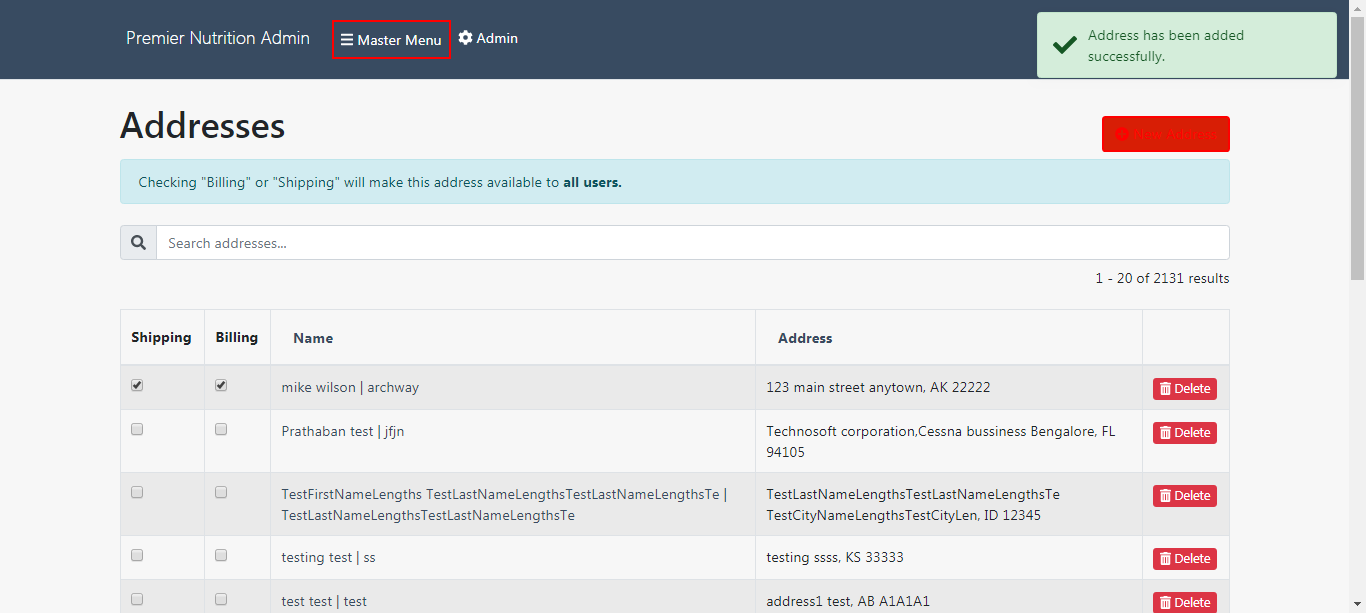 Premier Nutrition Admin
Master Menu
Admin
Address has been added
successfully.
Addresses
Checking "Billing" or "Shipping" will make this address available to all users.
Search addresses...
1 - 20 of 2131 results
Shipping Billing Name Address
mike wilson | archway 123 main street anytown, AK 22222 Delete
Prathaban test | jfjn Technosoft corporation,Cessna bussiness Bengalore, FL
94105 Delete
TestFirstNameLengths TestLastNameLengthsTestLastNameLengthsTe |
TestLastNameLengthsTestLastNameLengthsTe
TestLastNameLengthsTestLastNameLengthsTe
TestCityNameLengthsTestCityLen, ID 12345
Delete
testing test | ss testing ssss, KS 33333 Delete
test test | test address1 test, AB A1A1A1 Delete